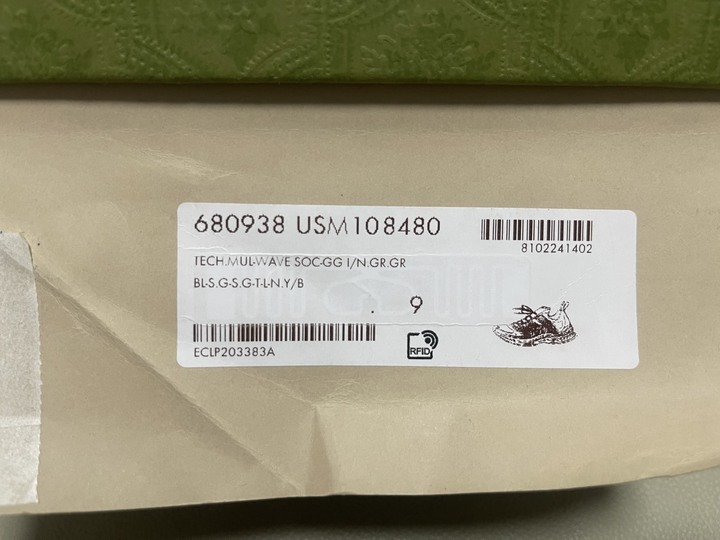 680938 USM108480
8102241402
TECH.MUL-WAVE SOC-GG I/N.GR.GR
BL-S.G-S.G-T-L-N.Y/B
. 9
ECLP203383A
RFID